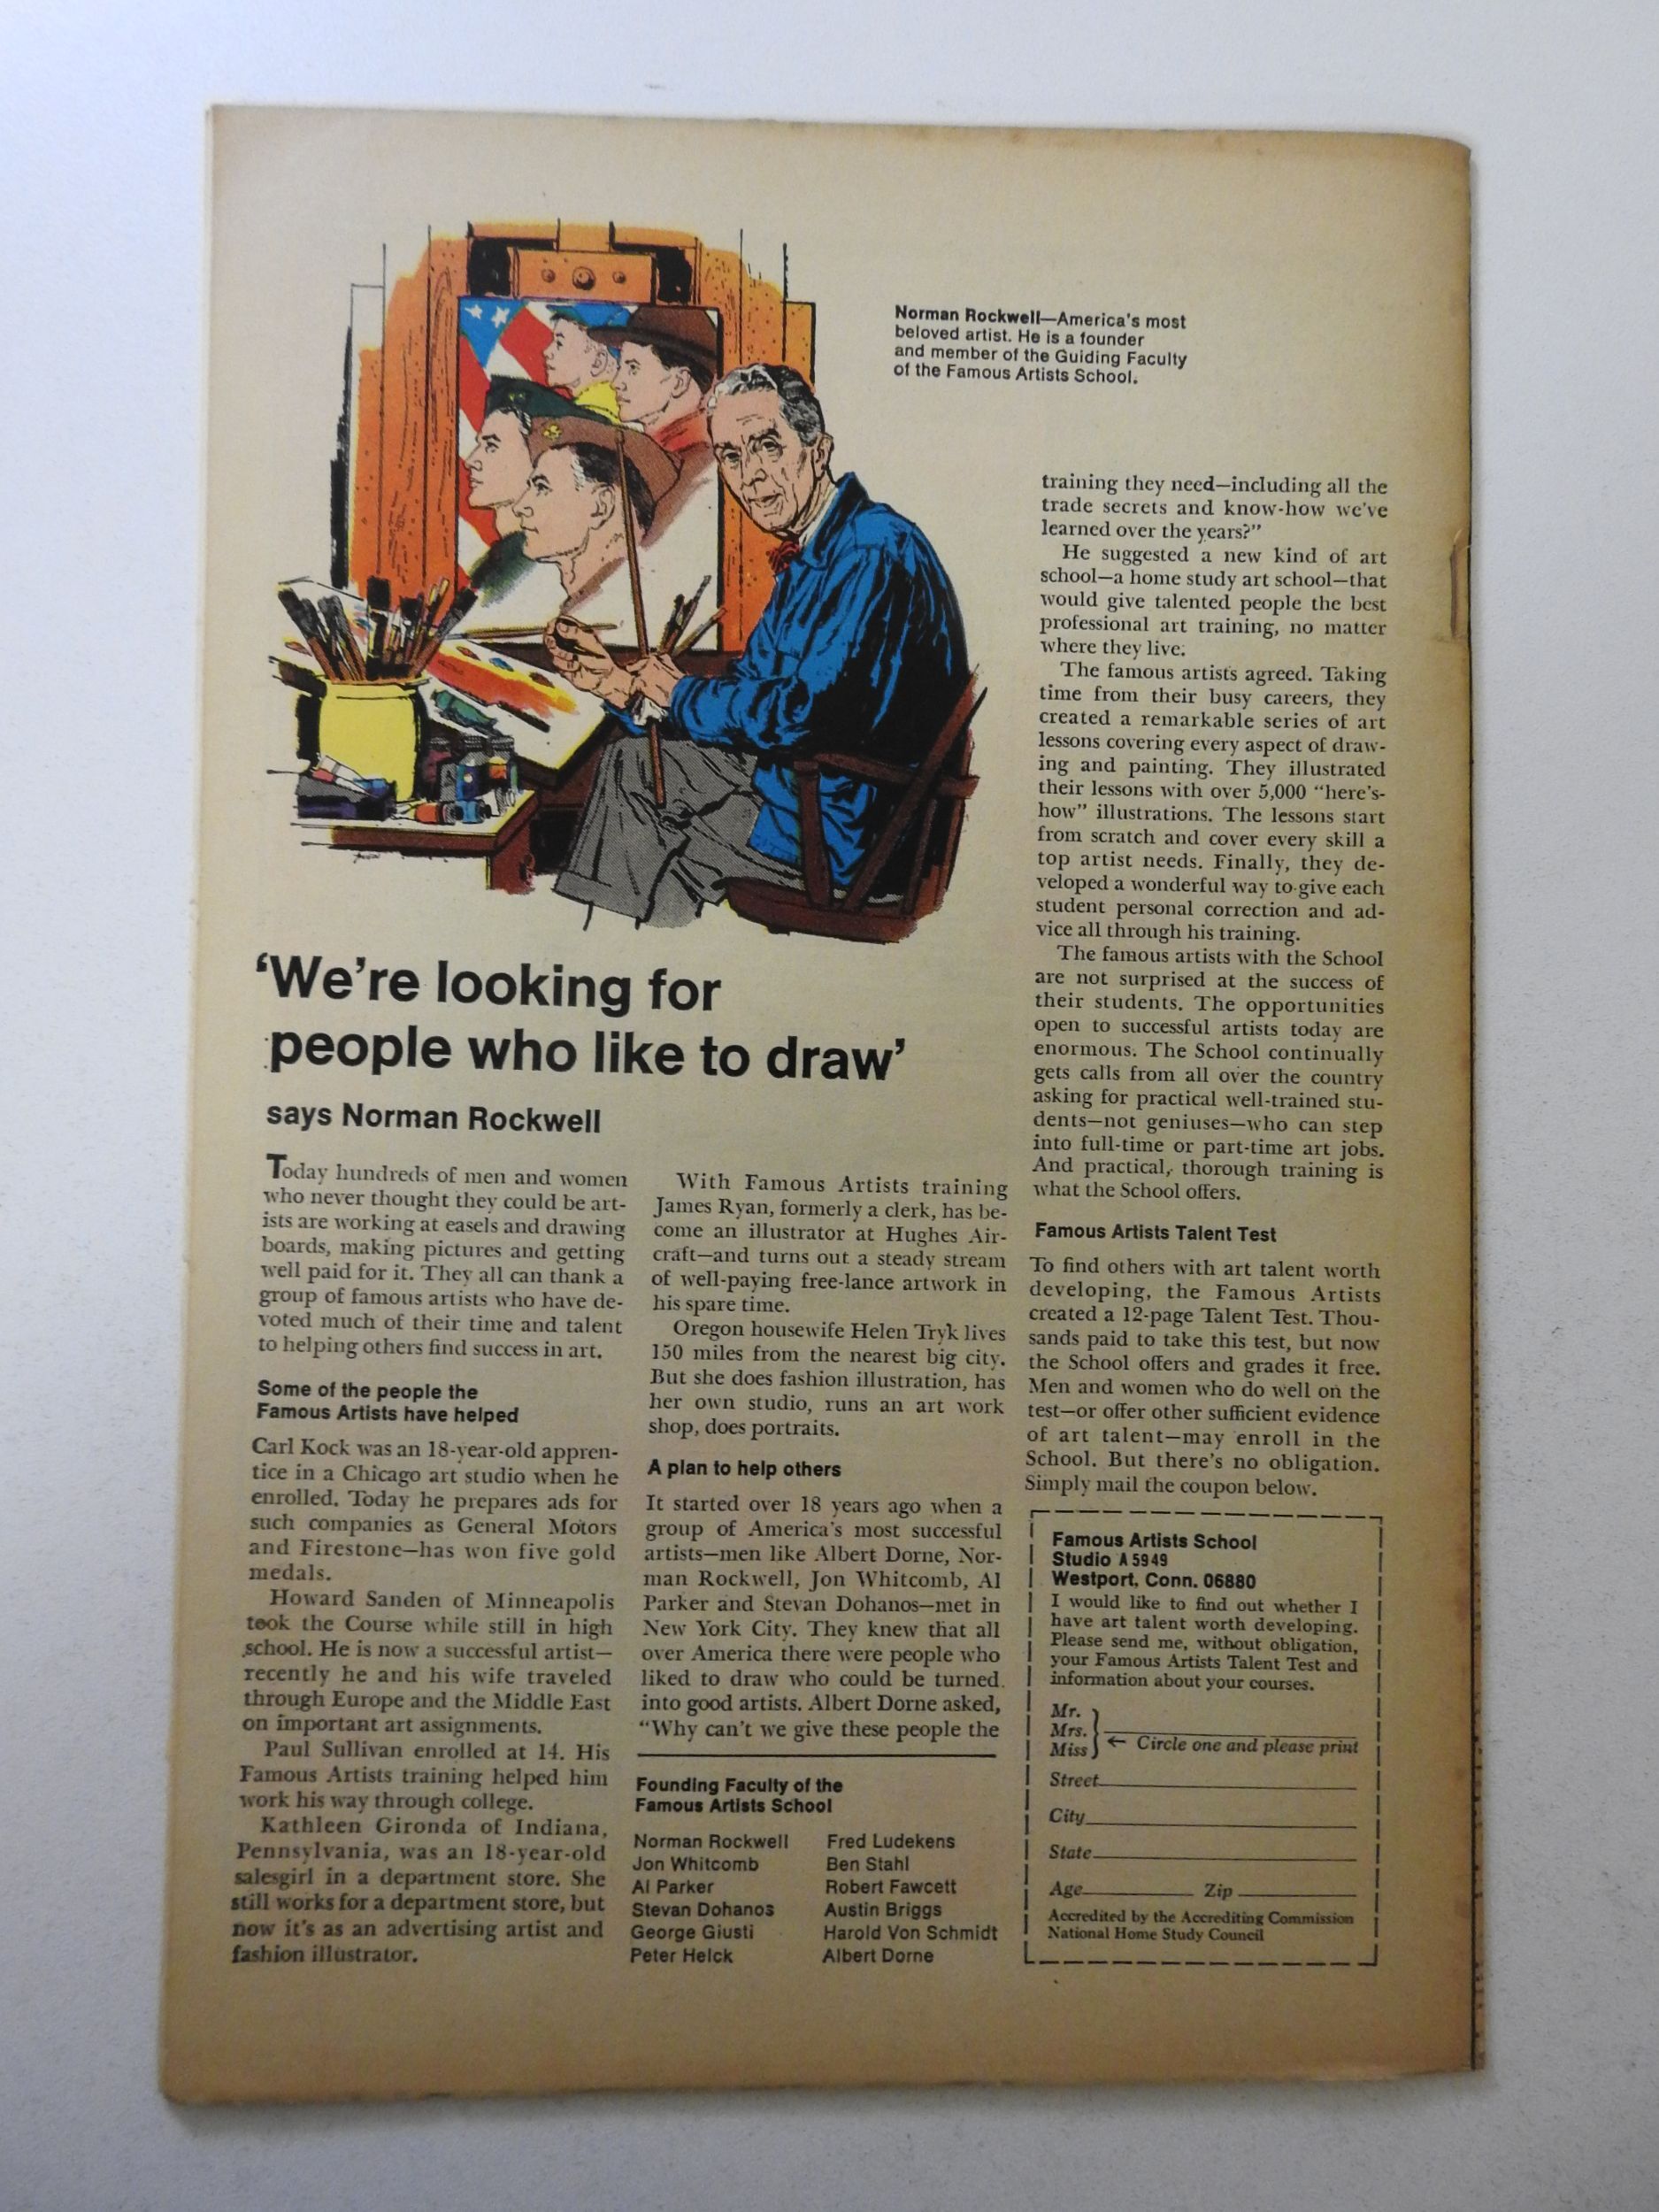 Norman Rockwell—America's most
beloved artist. He is a founder
and member of the Guiding Faculty
of the Famous Artists School.
'We're looking for
people who like to draw'
says Norman Rockwell
Today hundreds of men and women
who never thought they could be art-
ists are working at easels and drawing
boards, making pictures and getting
well paid for it. They all can thank a
group of famous artists who have de-
voted much of their time and talent
to helping others find success in art.
Some of the people the
Famous Artists have helped
Carl Kock was an 18-year-old appren-
tice in a Chicago art studio when he
enrolled. Today he prepares ads for
such companies as General Motors
and Firestone—has won five gold
medals.
Howard Sanden of Minneapolis
took the Course while still in high
school. He is now a successful artist—
recently he and his wife traveled
through Europe and the Middle East
on important art assignments.
Paul Sullivan enrolled at 14. His
Famous Artists training helped him
work his way through college.
Kathleen Gironda of Indiana,
Pennsylvania, was an 18-year-old
salesgirl in a department store. She
still works for a department store, but
now it's as an advertising artist and
fashion illustrator.
With Famous Artists training
James Ryan, formerly a clerk, has be-
come an illustrator at Hughes Air-
craft—and turns out a steady stream
of well-paying free-lance artwork in
his spare time.
Oregon housewife Helen Tryk lives
150 miles from the nearest big city.
But she does fashion illustration, has
her own studio, runs an art work
shop, does portraits.
A plan to help others
It started over 18 years ago when a
group of America's most successful
artists—men like Albert Dorne, Nor-
man Rockwell, Jon Whitcomb, Al
Parker and Stevan Dohanos—met in
New York City. They knew that all
over America there were people who
liked to draw who could be turned
into good artists. Albert Dorne asked,
"Why can't we give these people the
Founding Faculty of the
Famous Artists School
Norman Rockwell
Jon Whitcomb
Al Parker
Stevan Dohanos
George Giusti
Peter Helck
Fred Ludekens
Ben Stahl
Robert Fawcett
Austin Briggs
Harold Von Schmidt
Albert Dorne
training they need—including all the
trade secrets and know-how we've
learned over the years?"
He suggested a new kind of art
school—a home study art school—that
would give talented people the best
professional art training, no matter
where they live.
The famous artists agreed. Taking
time from their busy careers, they
created a remarkable series of art
lessons covering every aspect of draw-
ing and painting. They illustrated
their lessons with over 5,000 "here's-
how" illustrations. The lessons start
from scratch and cover every skill a
top artist needs. Finally, they de-
veloped a wonderful way to give each
student personal correction and ad-
vice all through his training.
The famous artists with the School
are not surprised at the success of
their students. The opportunities
open to successful artists today are
enormous. The School continually
gets calls from all over the country
asking for practical well-trained stu-
dents—not geniuses—who can step
into full-time or part-time art jobs.
And practical, thorough training is
what the School offers.
Famous Artists Talent Test
To find others with art talent worth
developing, the Famous Artists
created a 12-page Talent Test. Thou-
sands paid to take this test, but now
the School offers and grades it free.
Men and women who do well on the
test—or offer other sufficient evidence
of art talent—may enroll in the
School. But there's no obligation.
Simply mail the coupon below.
Famous Artists School
Studio A5949
Westport, Conn. 06880
I would like to find out whether I
have art talent worth developing.
Please send me, without obligation,
your Famous Artists Talent Test and
information about your courses.
Mr.
Mrs.
Miss
← Circle one and please print
Street
City
State
Age Zip
Accredited by the Accrediting Commission
National Home Study Council